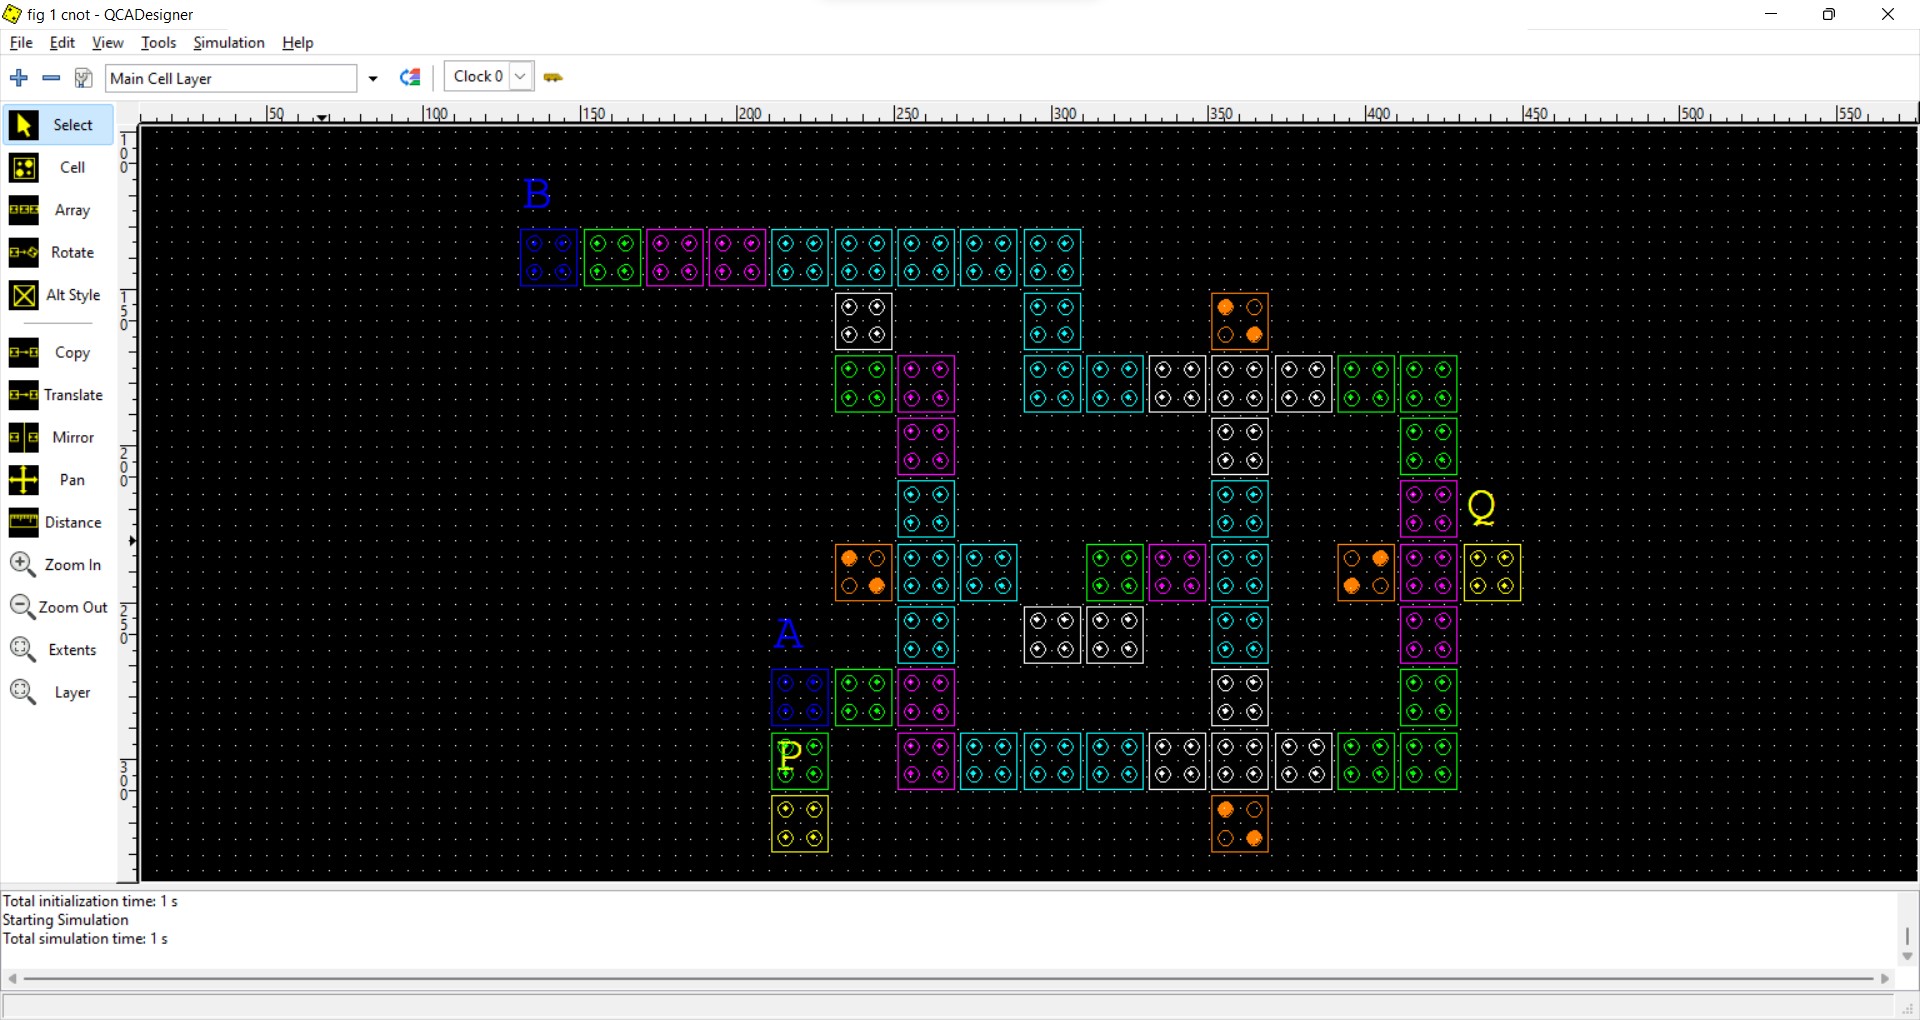 fig 1 cnot - QCADesigner
File Edit View Tools Simulation Help
Main Cell Layer Clock 0
50 100 150 200 250 300 350 400 450 500 550
Select
100
Cell
B
Array
Rotate
Alt Style
150
Copy
Translate
Mirror
200
Pan
Q
Distance
Zoom In
Zoom Out
250
A
Extents
Layer
P
300
Total initialization time: 1 s
Starting Simulation
Total simulation time: 1 s